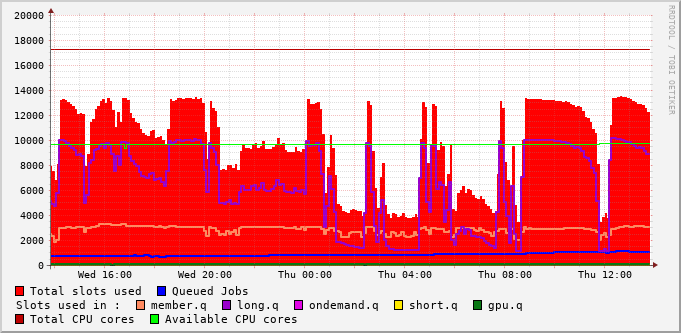 20000
18000
16000
14000
12000
10000
8000
6000
4000
2000
0
Wed 16:00 Wed 20:00 Thu 00:00 Thu 04:00 Thu 08:00 Thu 12:00
RRDTOOL / TOBI OETIKER
Total slots used Queued Jobs
Slots used in : member.q long.q ondemand.q short.q gpu.q
Total CPU cores Available CPU cores